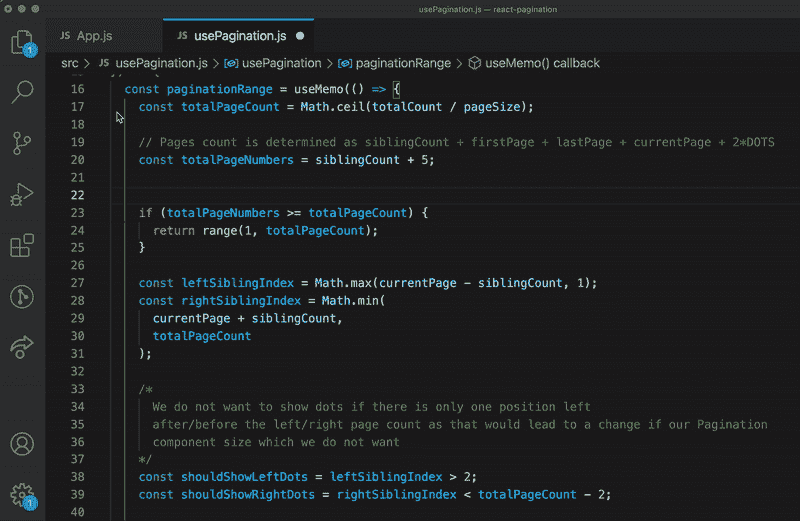 usePagination.js — react-pagination
JS App.js
JS usePagination.js
src > JS usePagination.js > usePagination > paginationRange > useMemo() callback
16 const paginationRange = useMemo(() => {
17 const totalPageCount = Math.ceil(totalCount / pageSize);
18
19 // Pages count is determined as siblingCount + firstPage + lastPage + currentPage + 2*DOTS
20 const totalPageNumbers = siblingCount + 5;
21
22
23 if (totalPageNumbers >= totalPageCount) {
24 return range(1, totalPageCount);
25 }
26
27 const leftSiblingIndex = Math.max(currentPage - siblingCount, 1);
28 const rightSiblingIndex = Math.min(
29 currentPage + siblingCount,
30 totalPageCount
31 );
32
33 /*
34 We do not want to show dots if there is only one position left
35 after/before the left/right page count as that would lead to a change if our Pagination
36 component size which we do not want
37 */
38 const shouldShowLeftDots = leftSiblingIndex > 2;
39 const shouldShowRightDots = rightSiblingIndex < totalPageCount - 2;
40
1
1